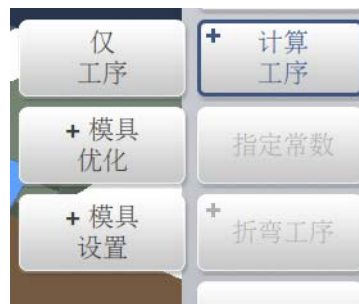 仅
工序
+ 模具
优化
+ 模具
设置
+ 计算
工序
指定常数
+ 折弯工序